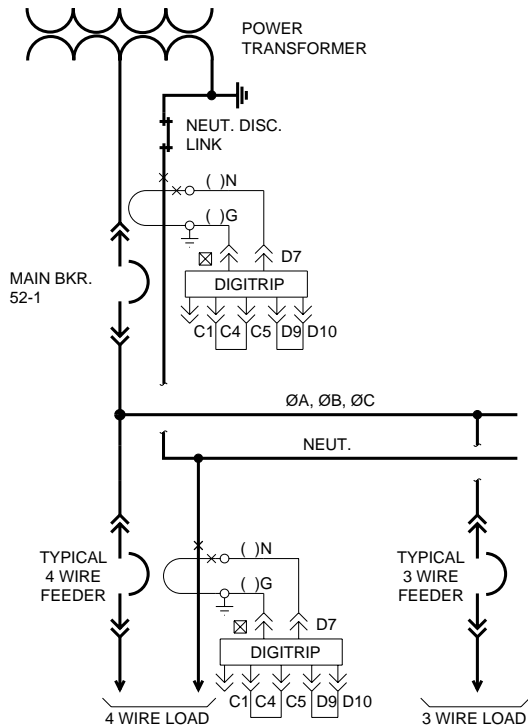 POWER
TRANSFORMER
NEUT. DISC.
LINK
( )N
( )G
D7
MAIN BKR.
52-1
DIGITRIP
C1 C4 C5 D9 D10
ØA, ØB, ØC
NEUT.
TYPICAL
4 WIRE
FEEDER
( )N
( )G
D7
DIGITRIP
C1 C4 C5 D9 D10
TYPICAL
3 WIRE
FEEDER
4 WIRE LOAD
3 WIRE LOAD